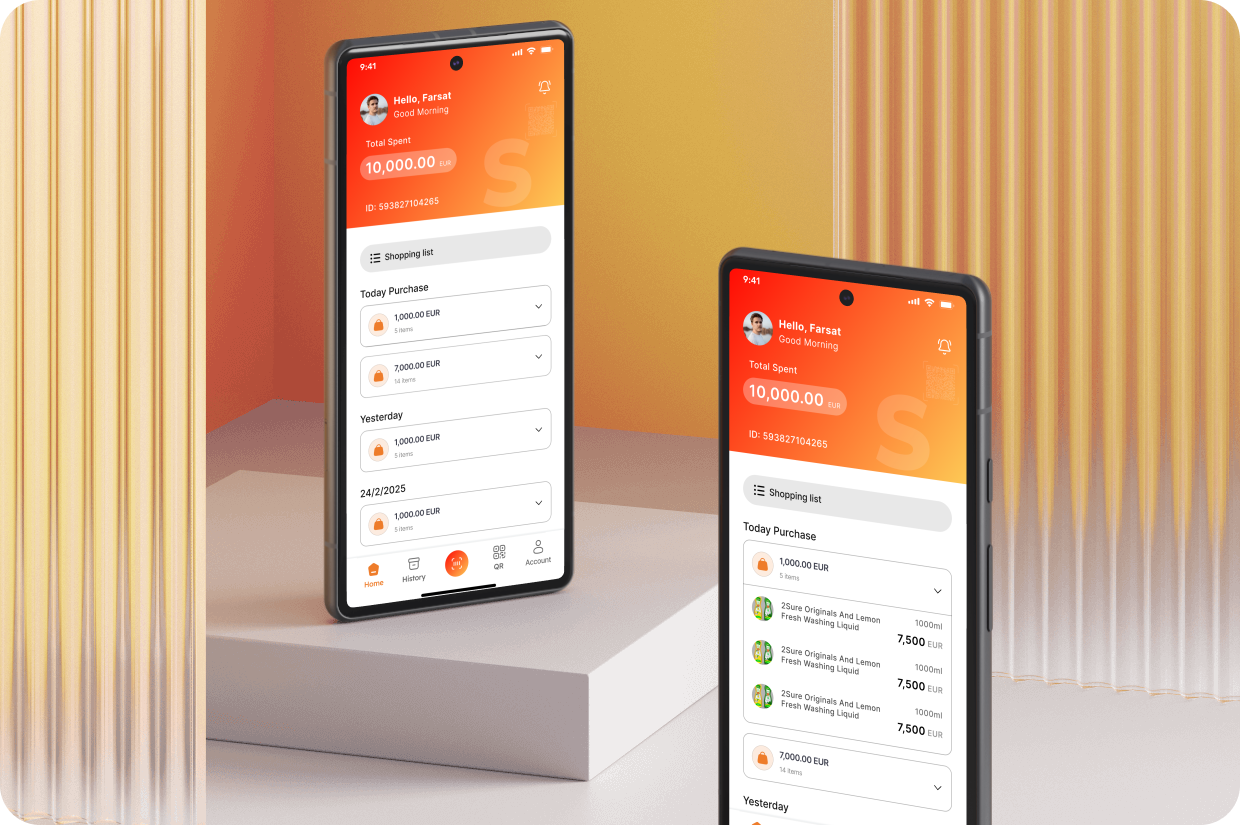 9:41
Hello, Farsat
Good Morning
Total Spent
10,000.00 EUR
S
ID: 593827104265
Shopping list
Today Purchase
1,000.00 EUR
5 items
7,000.00 EUR
14 items
Yesterday
1,000.00 EUR
5 items
24/2/2025
1,000.00 EUR
5 items
Home
History
QR
Account
9:41
Hello, Farsat
Good Morning
Total Spent
10,000.00 EUR
S
ID: 593827104265
Shopping list
Today Purchase
1,000.00 EUR
5 items
2Sure Originals And Lemon
Fresh Washing Liquid
1000ml
7,500 EUR
2Sure Originals And Lemon
Fresh Washing Liquid
1000ml
7,500 EUR
2Sure Originals And Lemon
Fresh Washing Liquid
1000ml
7,500 EUR
7,000.00 EUR
14 items
Yesterday